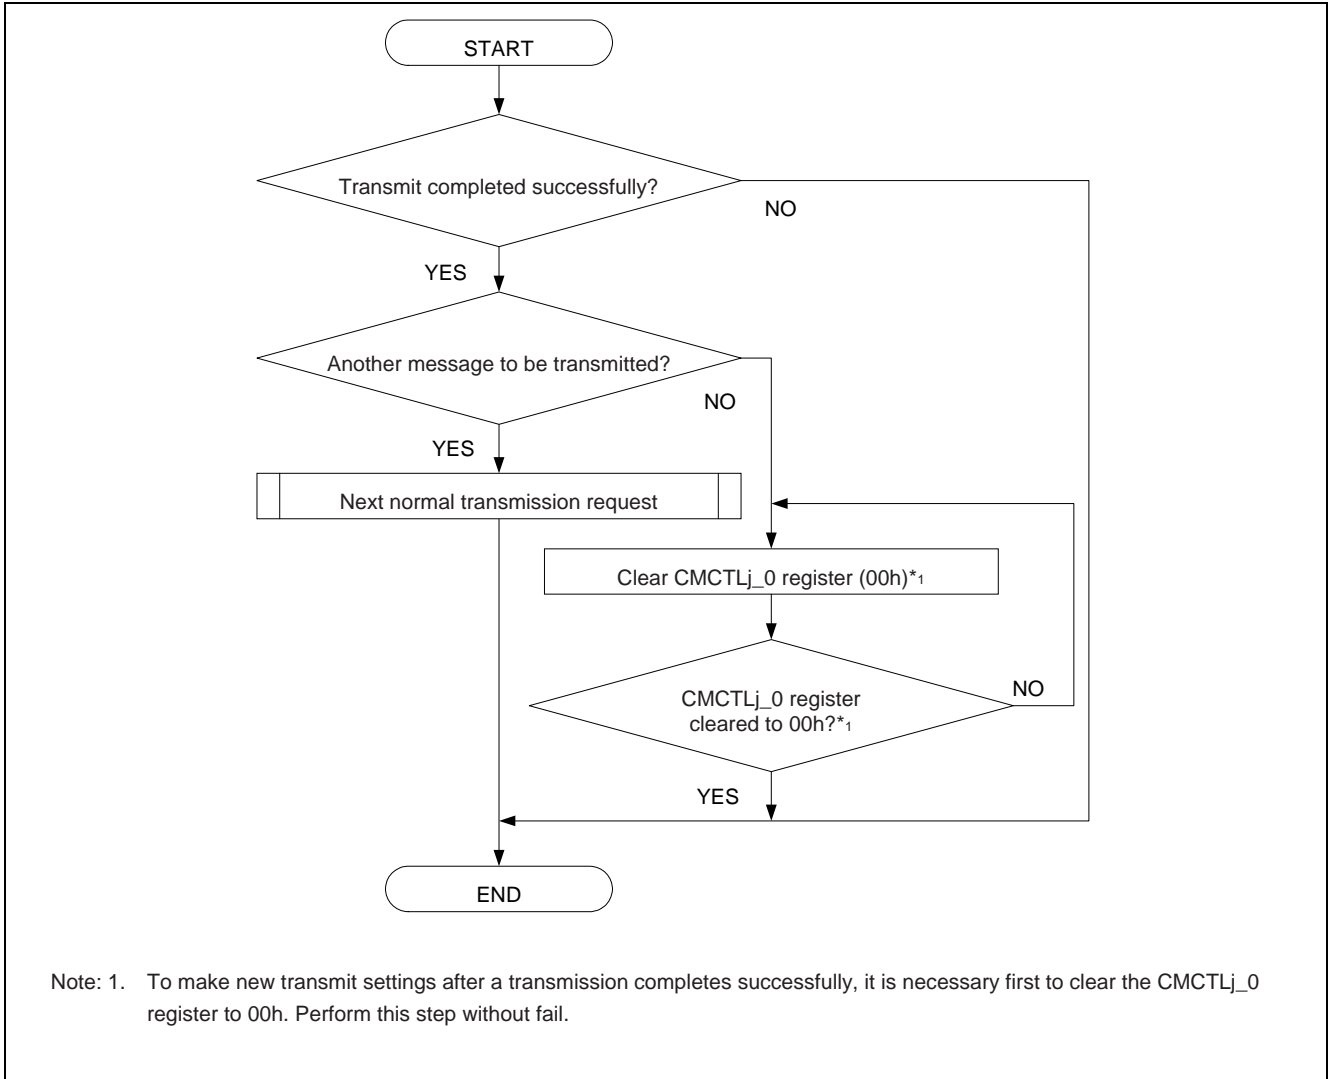 START
Transmit completed successfully?
NO
YES
Another message to be transmitted?
NO
YES
Next normal transmission request
Clear CMCTLj_0 register (00h)*1
CMCTLj_0 register
cleared to 00h?*1
NO
YES
END
Note: 1. To make new transmit settings after a transmission completes successfully, it is necessary first to clear the CMCTLj_0
register to 00h. Perform this step without fail.